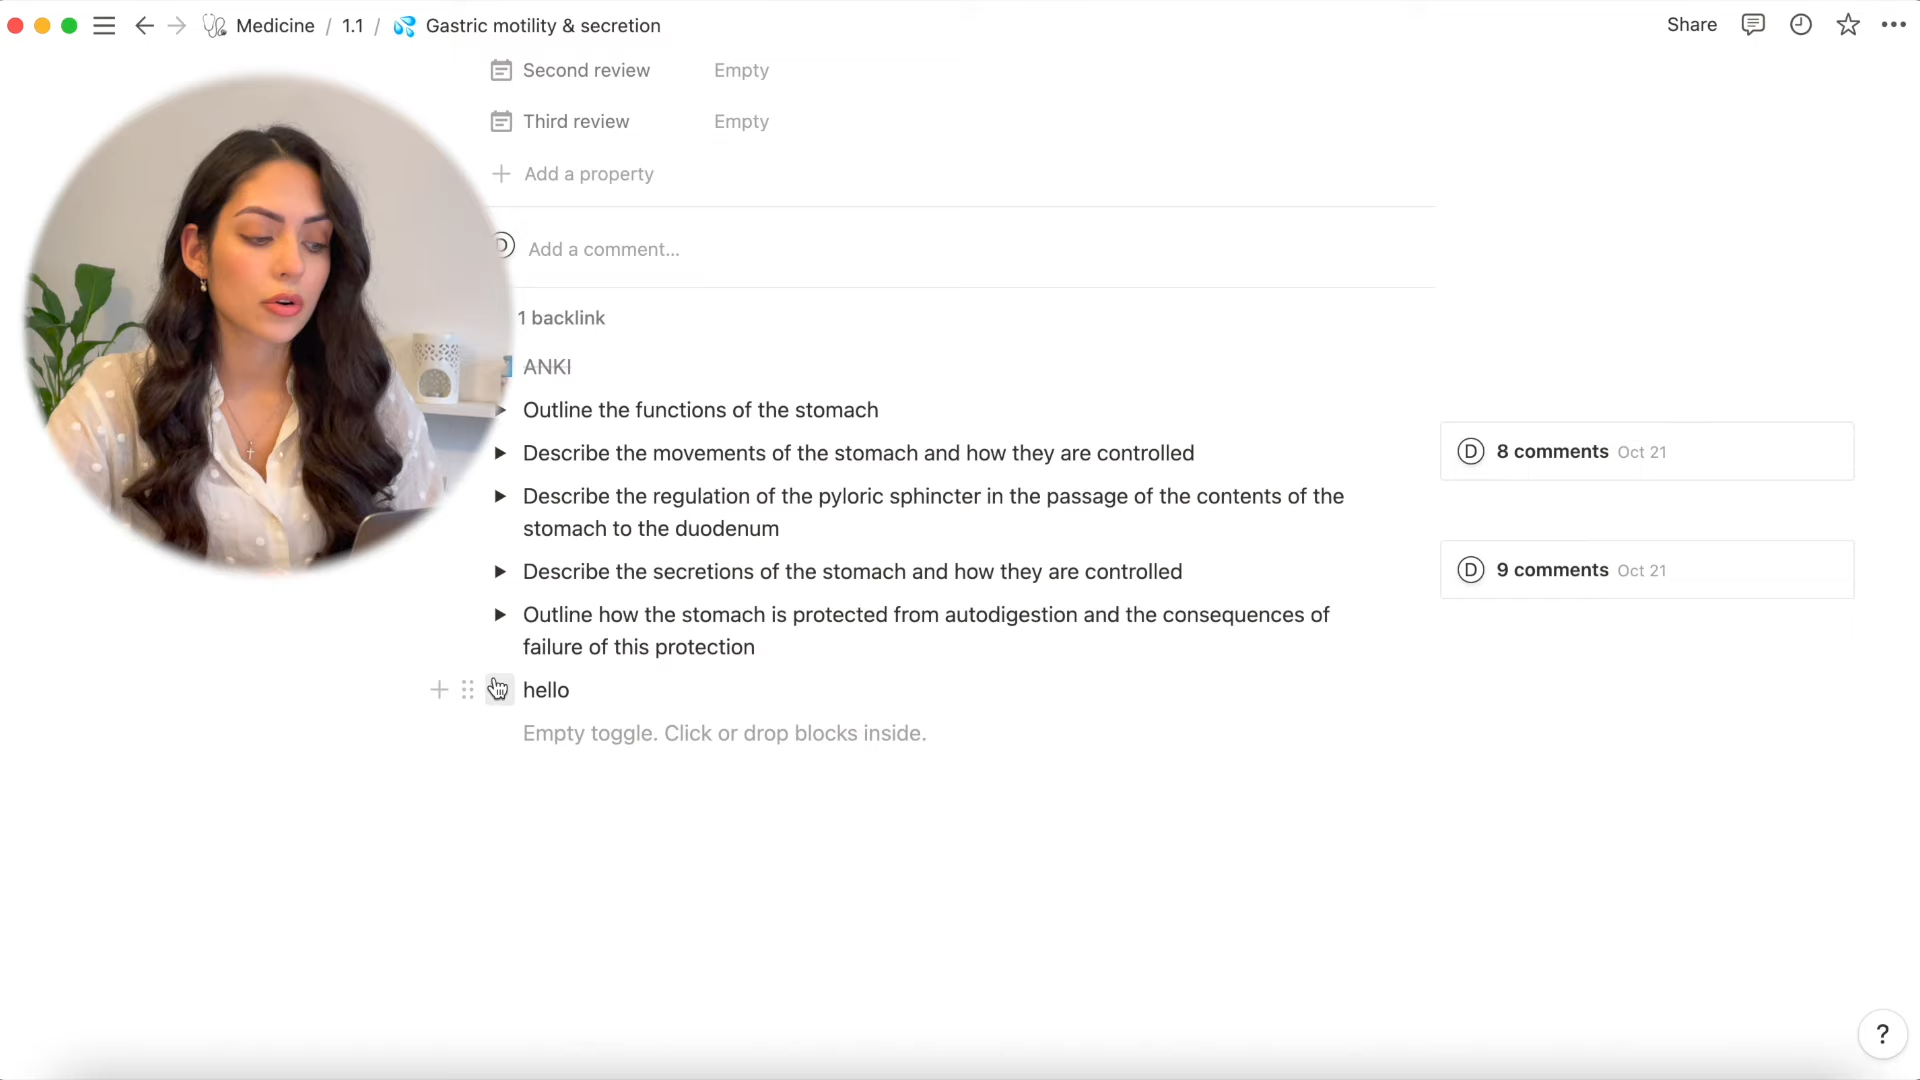 Medicine / 1.1 / Gastric motility & secretion
Share
Second review Empty
Third review Empty
Add a property
D Add a comment...
1 backlink
ANKI
Outline the functions of the stomach
Describe the movements of the stomach and how they are controlled
D 8 comments Oct 21
Describe the regulation of the pyloric sphincter in the passage of the contents of the
stomach to the duodenum
Describe the secretions of the stomach and how they are controlled
D 9 comments Oct 21
Outline how the stomach is protected from autodigestion and the consequences of
failure of this protection
hello
Empty toggle. Click or drop blocks inside.
?